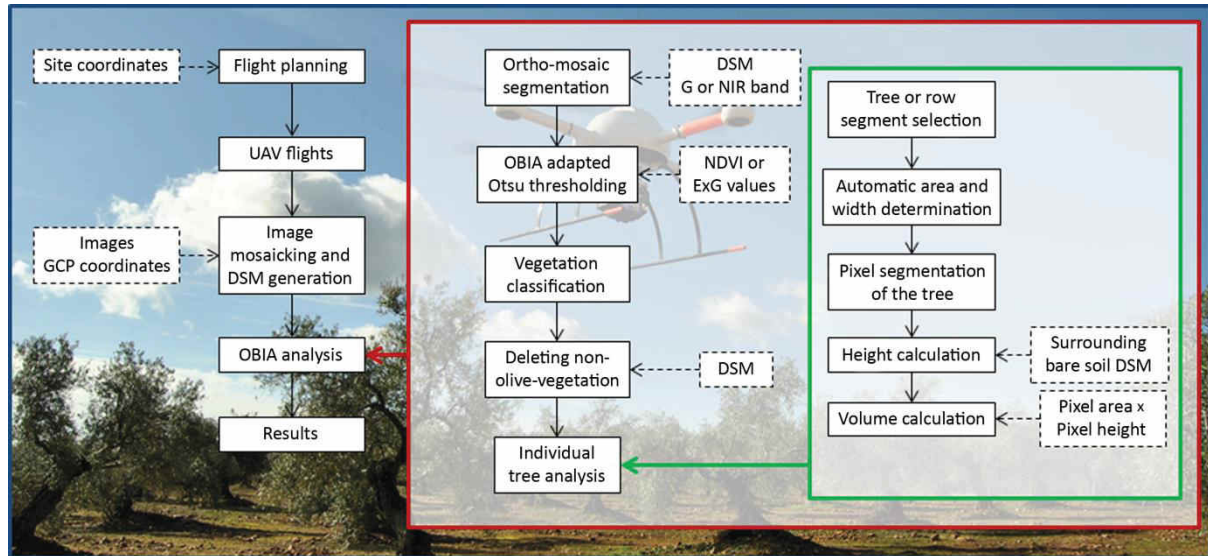 Site coordinates
Flight planning
UAV flights
Images
GCP coordinates
Image
mosaicking and
DSM generation
OBIA analysis
Results
Ortho-mosaic
segmentation
DSM
G or NIR band
OBIA adapted
Otsu thresholding
NDVI or
ExG values
Vegetation
classification
Deleting non-
olive-vegetation
DSM
Individual
tree analysis
Tree or row
segment selection
Automatic area and
width determination
Pixel segmentation
of the tree
Height calculation
Surrounding
bare soil DSM
Volume calculation
Pixel area x
Pixel height